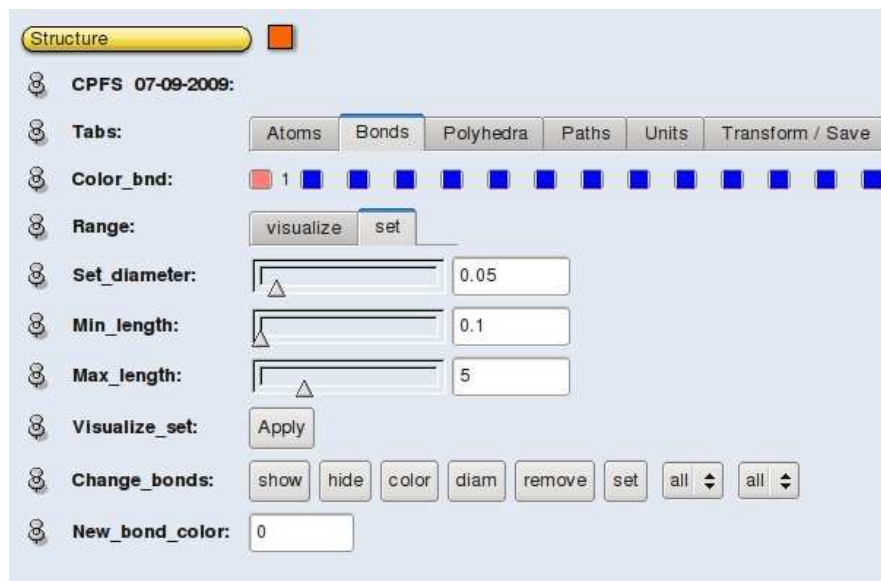 Structure
CPFS 07-09-2009:
Tabs: Atoms Bonds Polyhedra Paths Units Transform / Save
Color_bnd: 1
Range: visualize set
Set_diameter: 0.05
Min_length: 0.1
Max_length: 5
Visualize_set: Apply
Change_bonds: show hide color diam remove set all all
New_bond_color: 0